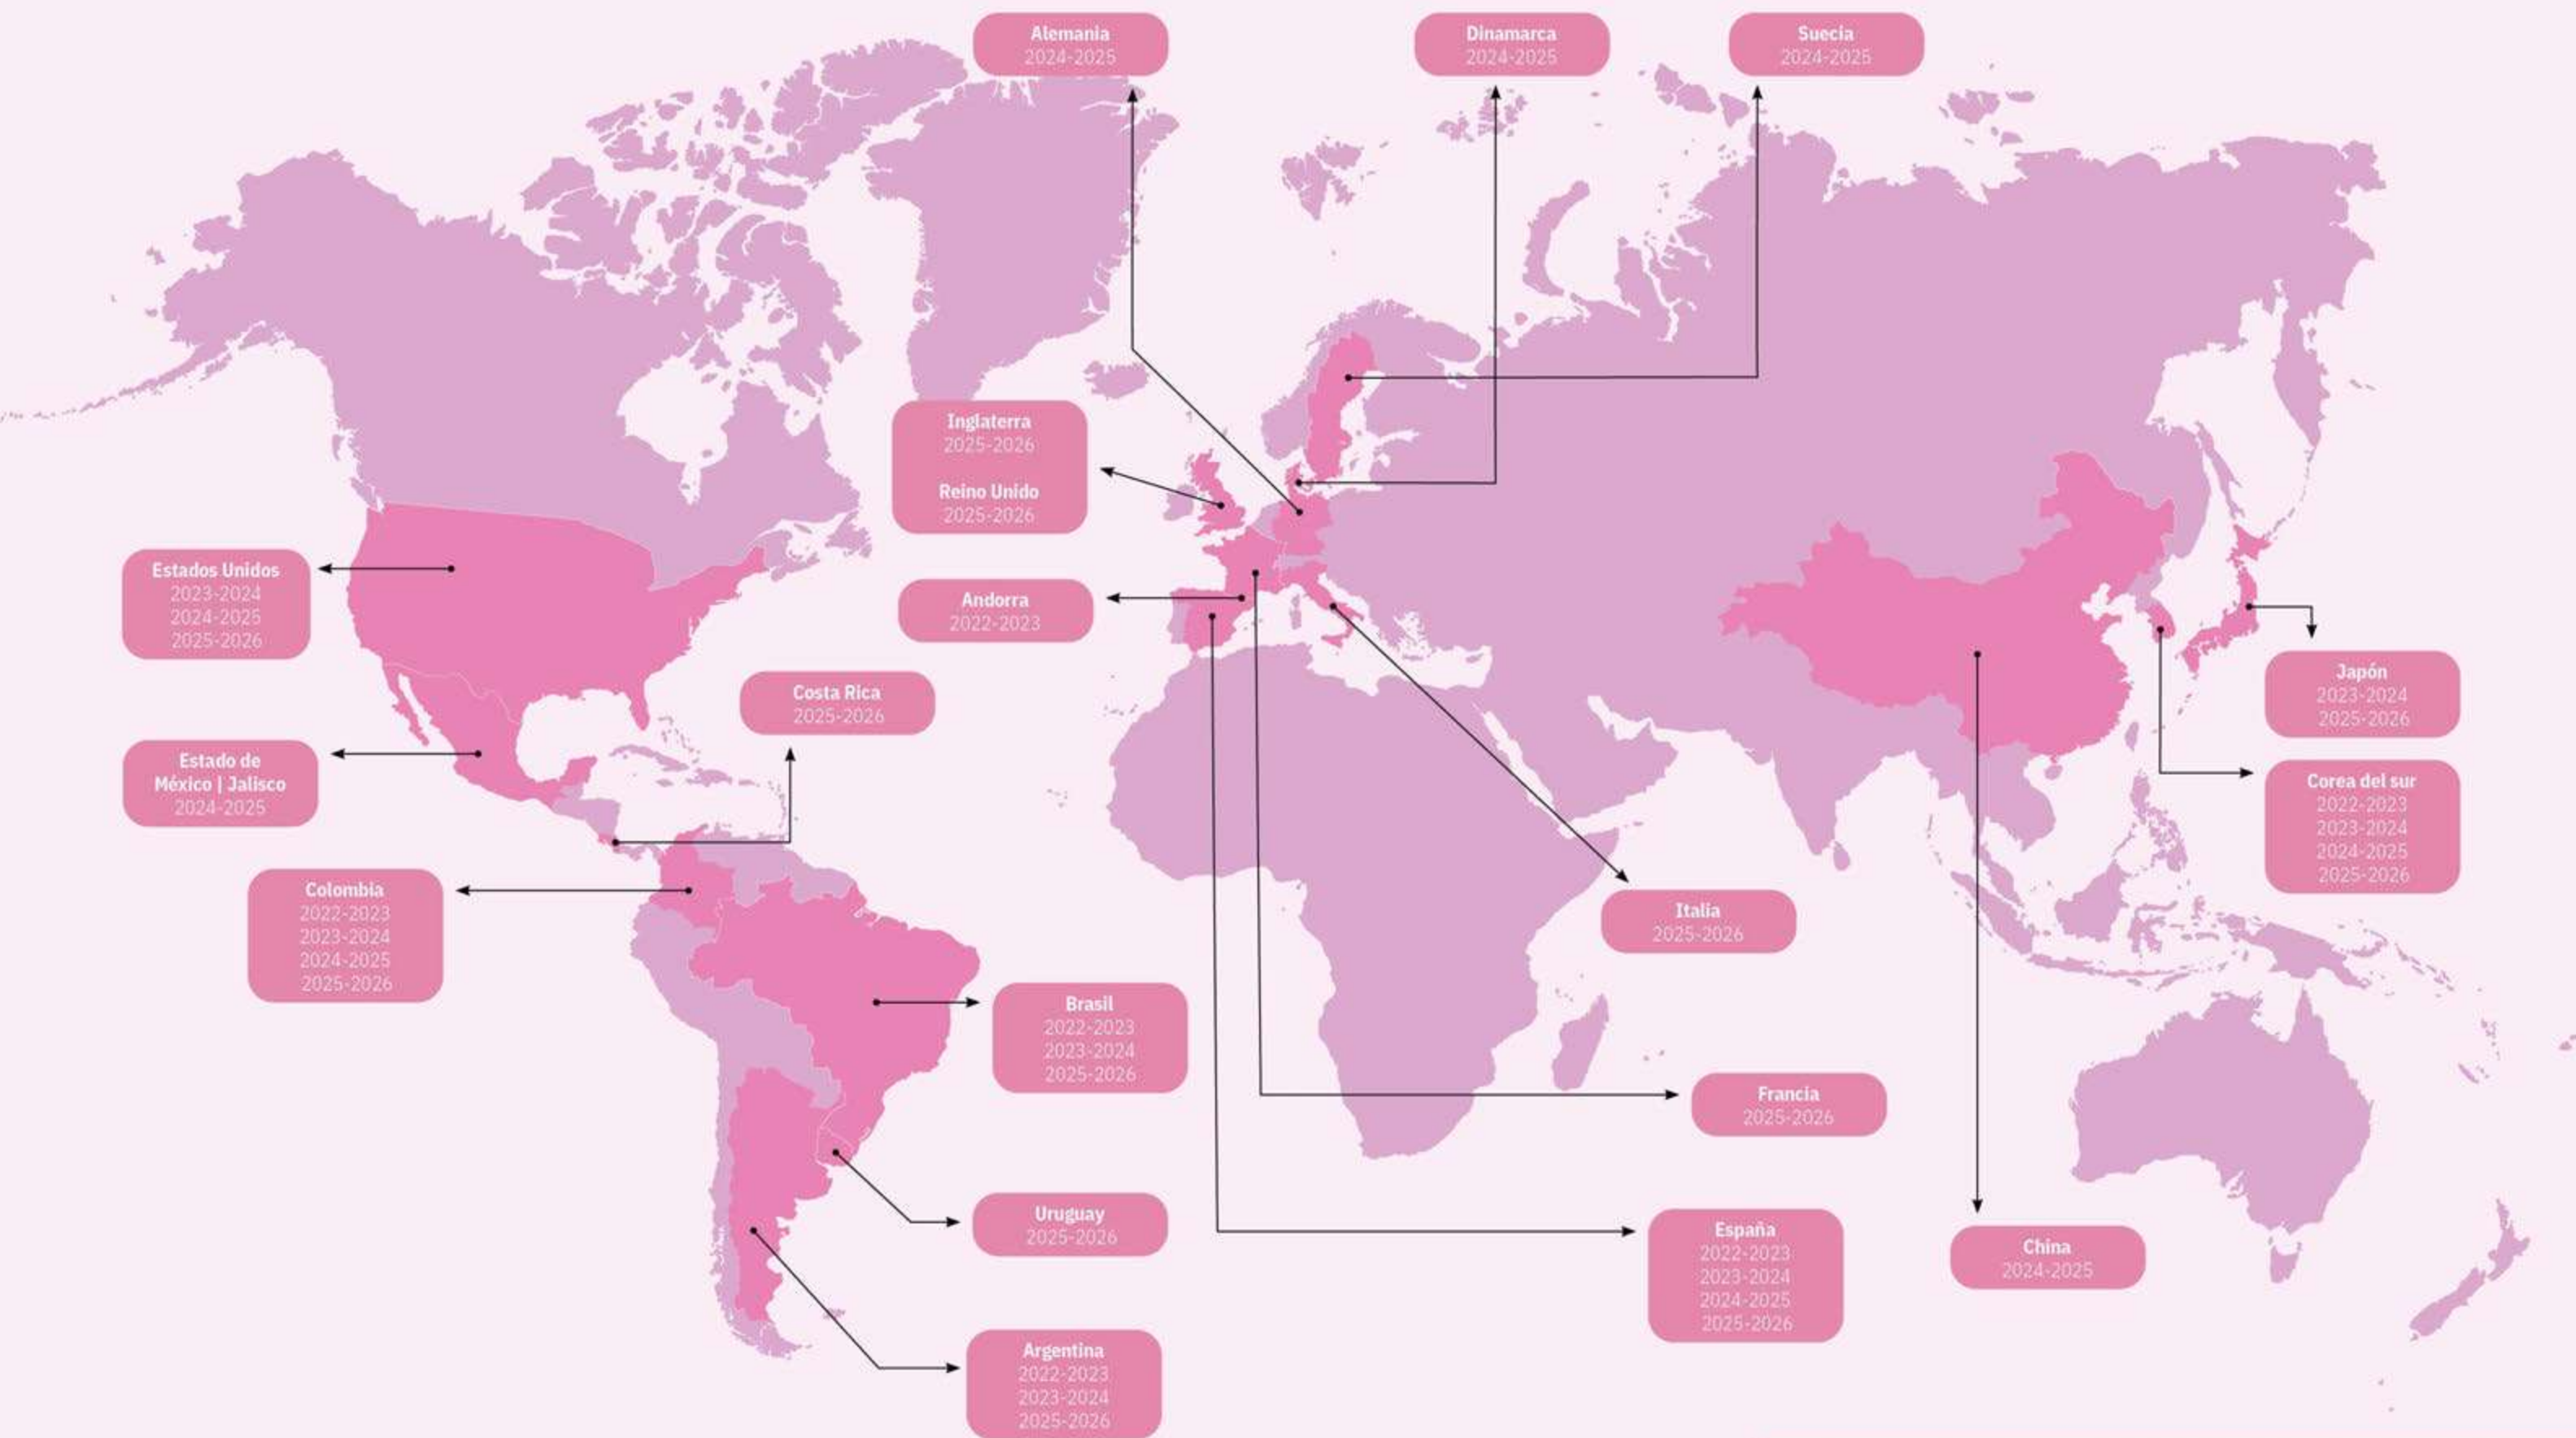 Alemania
2024-2025
Dinamarca
2024-2025
Suecia
2024-2025
Inglaterra
2025-2026
Reino Unido
2025-2026
Estados Unidos
2023-2024
2024-2025
2025-2026
Andorra
2022-2023
Costa Rica
2025-2026
Japón
2023-2024
2025-2026
Estado de
México | Jalisco
2024-2025
Corea del sur
2022-2023
2023-2024
2024-2025
2025-2026
Colombia
2022-2023
2023-2024
2024-2025
2025-2026
Italia
2025-2026
Brasil
2022-2023
2023-2024
2025-2026
Francia
2025-2026
Uruguay
2025-2026
España
2022-2023
2023-2024
2024-2025
2025-2026
China
2024-2025
Argentina
2022-2023
2023-2024
2025-2026